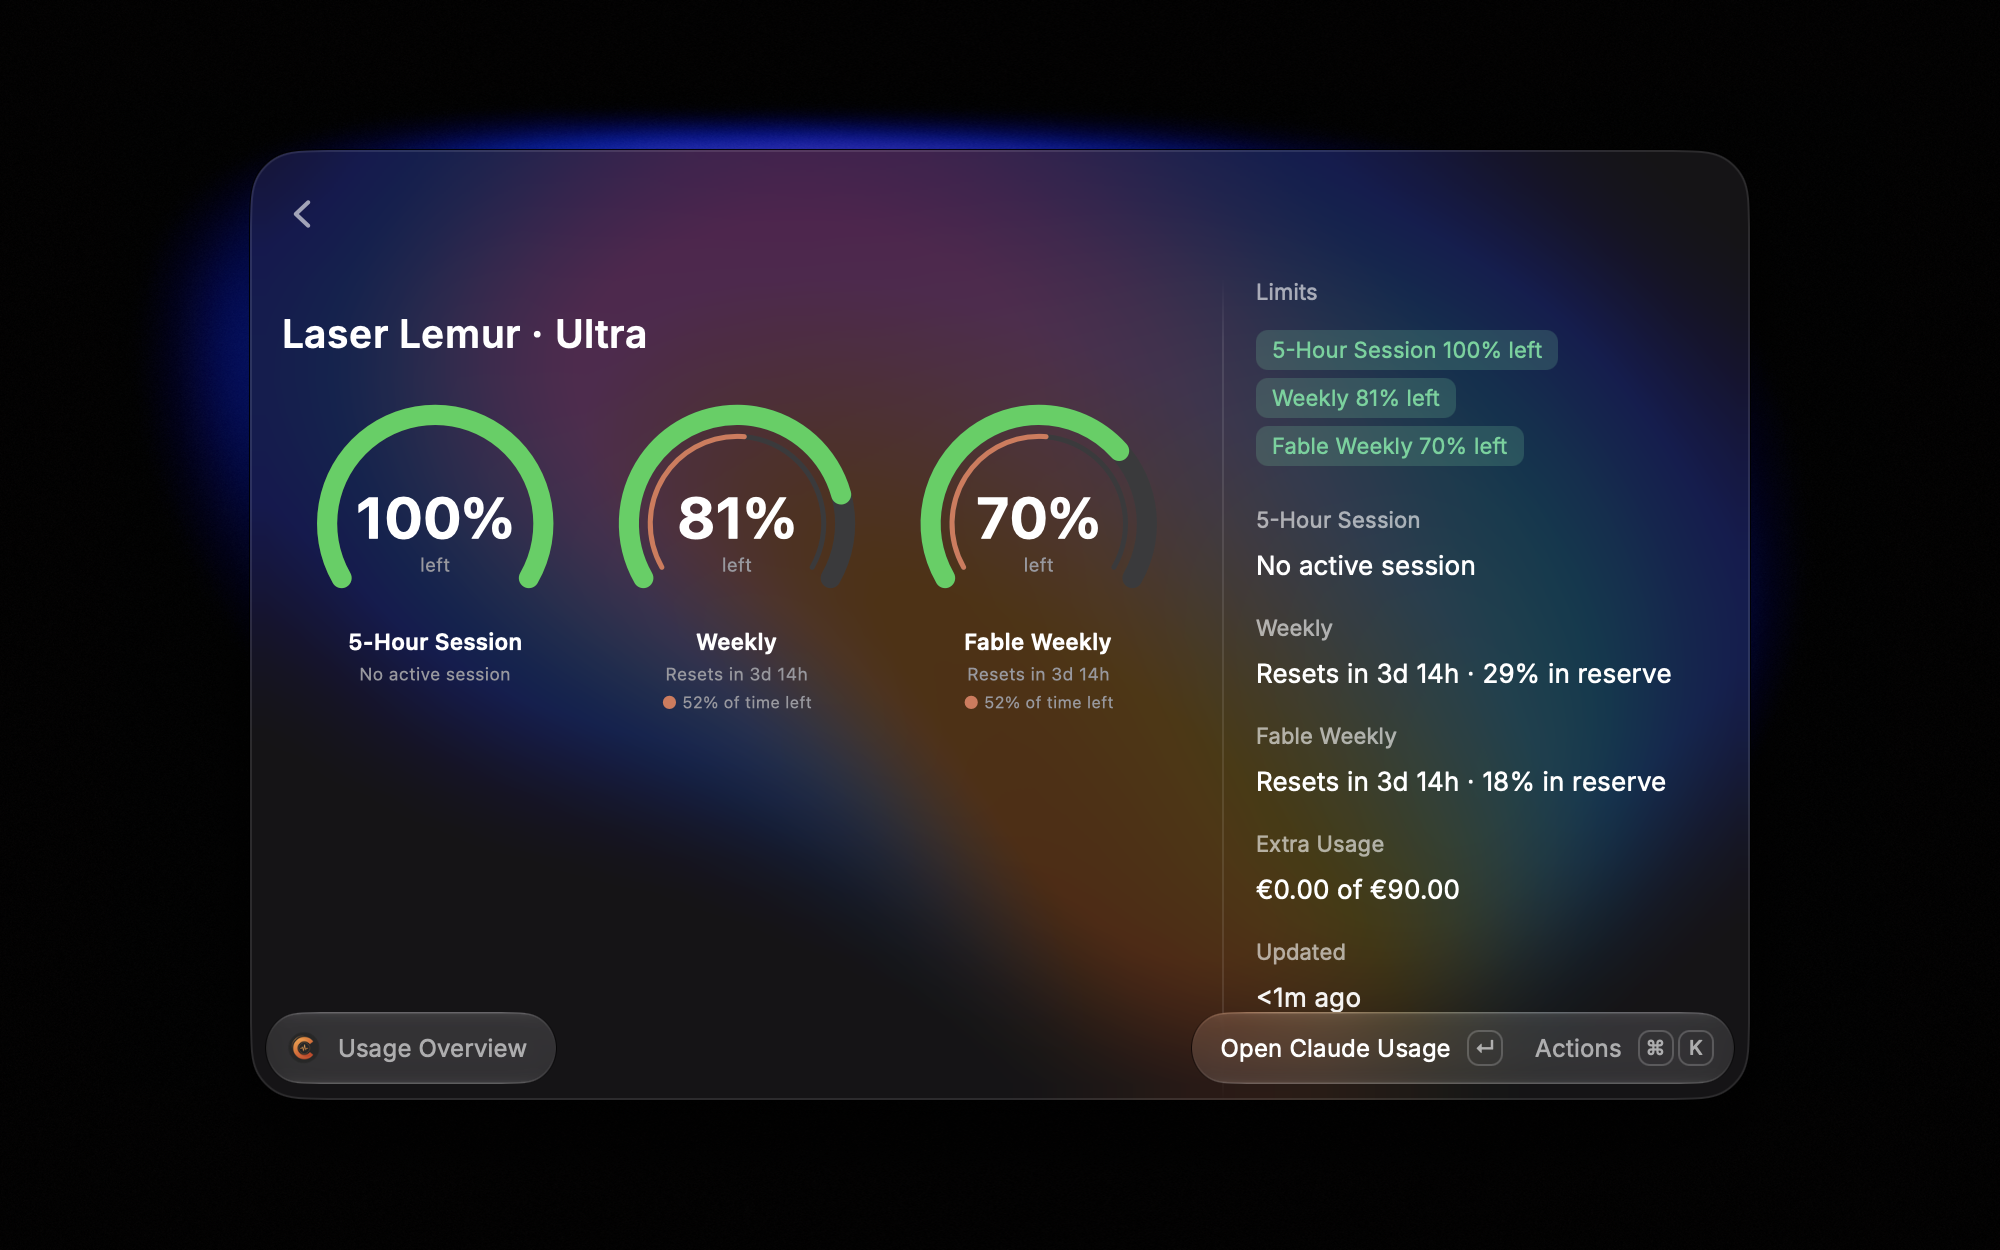 Laser Lemur · Ultra
100%
left
5-Hour Session
No active session
81%
left
Weekly
Resets in 3d 14h
52% of time left
70%
left
Fable Weekly
Resets in 3d 14h
52% of time left
Limits
5-Hour Session 100% left
Weekly 81% left
Fable Weekly 70% left
5-Hour Session
No active session
Weekly
Resets in 3d 14h · 29% in reserve
Fable Weekly
Resets in 3d 14h · 18% in reserve
Extra Usage
€0.00 of €90.00
Updated
<1m ago
Usage Overview
Open Claude Usage ↵ Actions ⌘ K